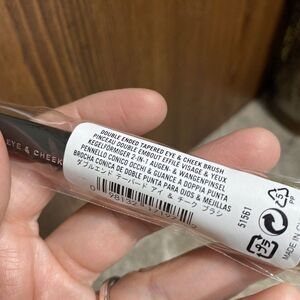 EYE & CHEEK
DOUBLE ENDED TAPERED EYE & CHEEK BRUSH
PINCEAU DOUBLE EMBOUT EFFILÉ VISAGE & YEUX
KEGELFÖRMIGER 2-IN-1 AUGEN- & WANGENPINSEL
PENNELLO CONICO OCCHI & GUANCE A DOPPIA PUNTA
BROCHA CÓNICA DE DOBLE PUNTA PARA OJOS & MEJILLAS
ダブルエンド テーパード アイ & チーク ブラシ
51561
PP
MADE IN